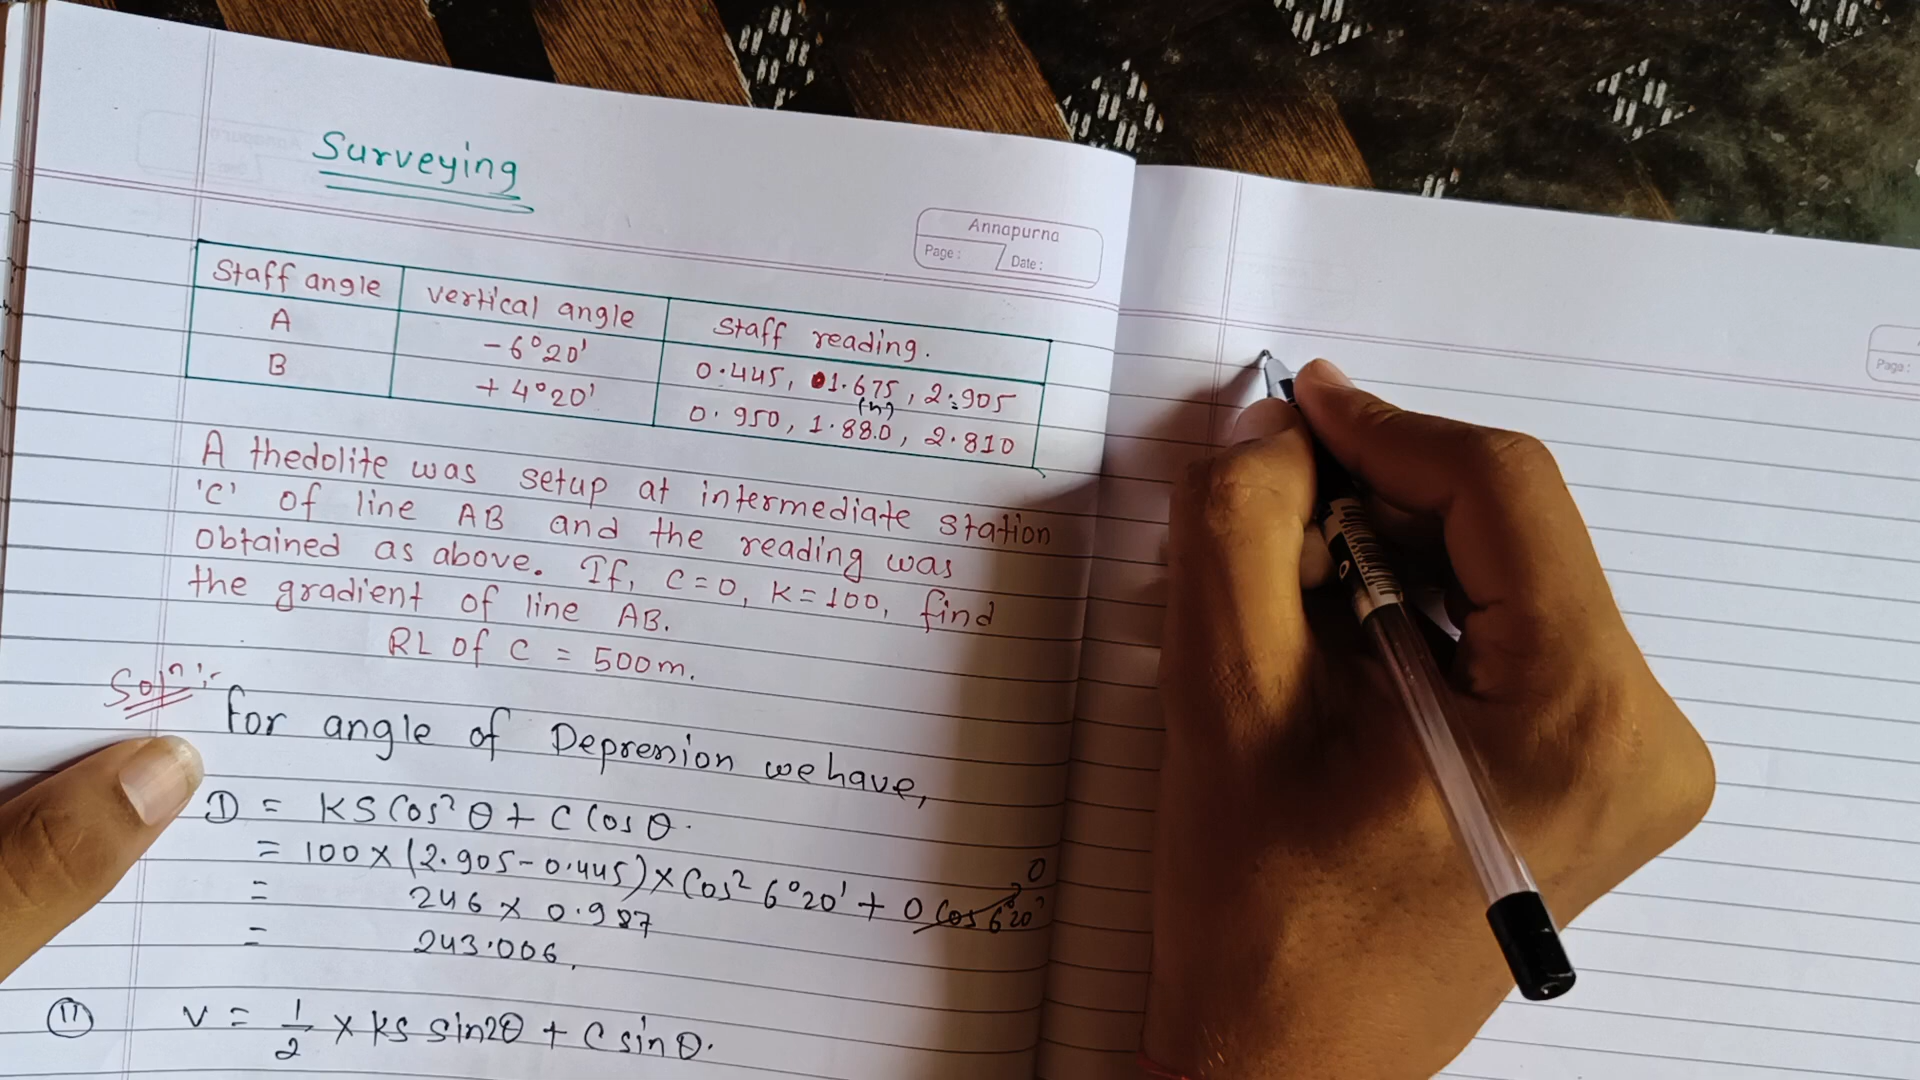 Surveying
Annapurna
Page :
Date :
Staff angle vertical angle Staff reading.
A -6°20' 0.445, 1.675, 2.905
(h)
B +4°20' 0.950, 1.880, 2.810
A thedolite was setup at intermediate station
'C' of line AB and the reading was
obtained as above. If, C=0, K=100, find
the gradient of line AB.
RL of C = 500m.
Solⁿ:-
For angle of Depression we have,
D = KS Cos²θ + C Cosθ.
= 100 × (2.905-0.445) × Cos² 6°20' + 0 Cos 6°20' 0
= 246 × 0.987
= 243.006.
(11) V = 1/2 × KS Sin2θ + C sinθ.
Page :